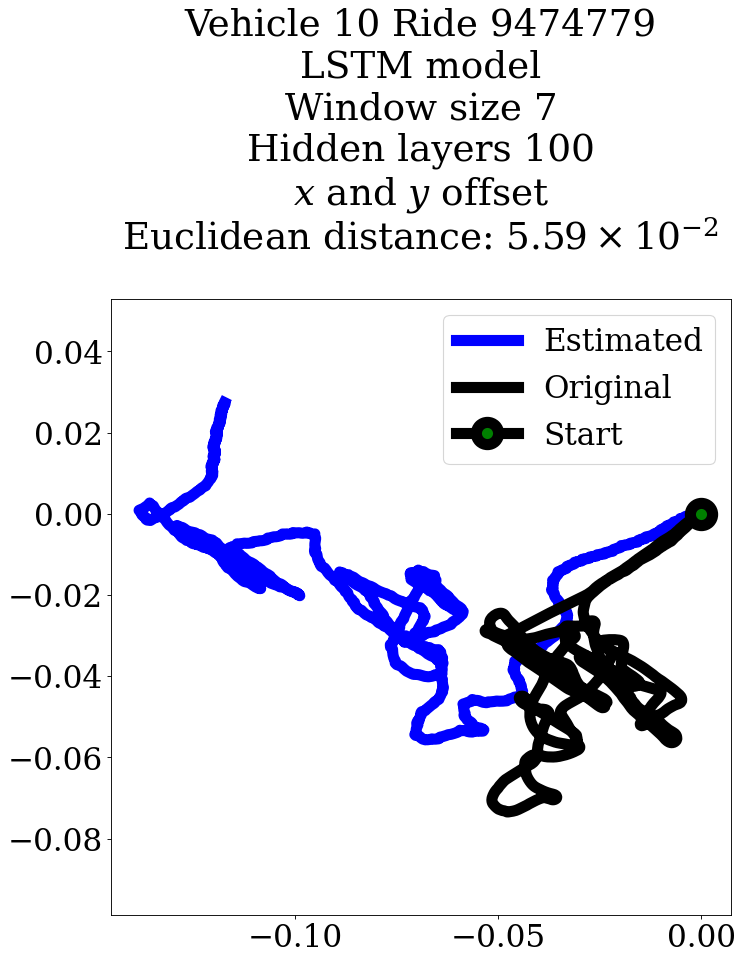 Vehicle 10 Ride 9474779
LSTM model
Window size 7
Hidden layers 100
x and y offset
Euclidean distance: 5.59 × 10⁻²
Estimated
Original
Start
0.04
0.02
0.00
−0.02
−0.04
−0.06
−0.08
−0.10
−0.05
0.00